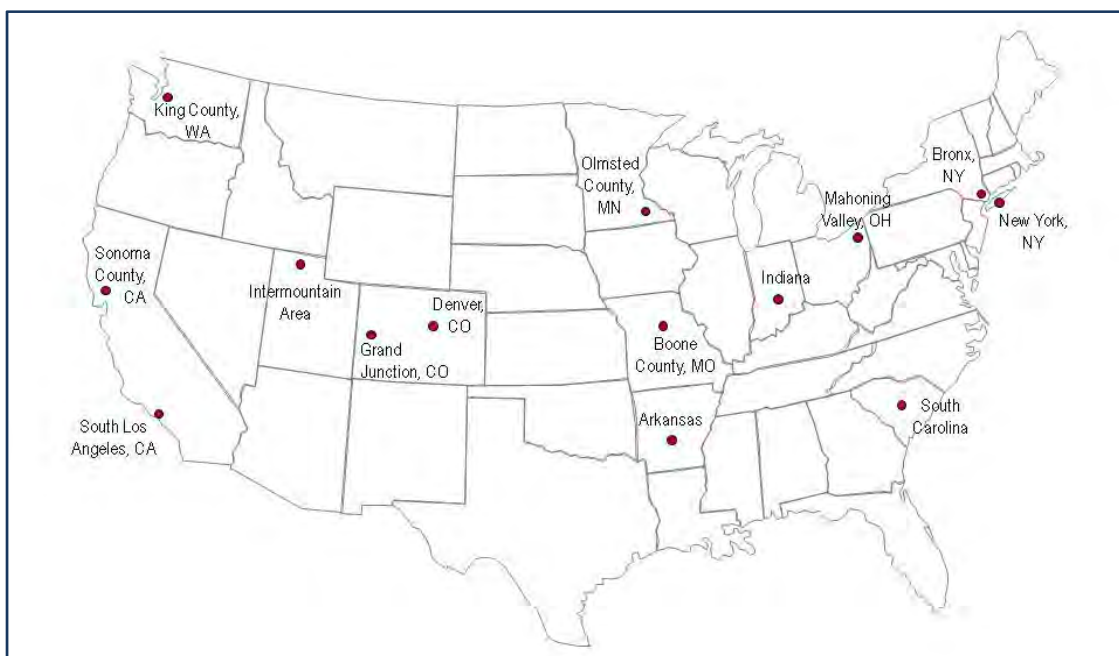 King County,
WA
Olmsted
County,
MN
Bronx,
NY
Mahoning
Valley, OH
New York,
NY
Sonoma
County,
CA
Intermountain
Area
Denver,
CO
Grand
Junction, CO
Indiana
Boone
County, MO
South Los
Angeles, CA
Arkansas
South
Carolina